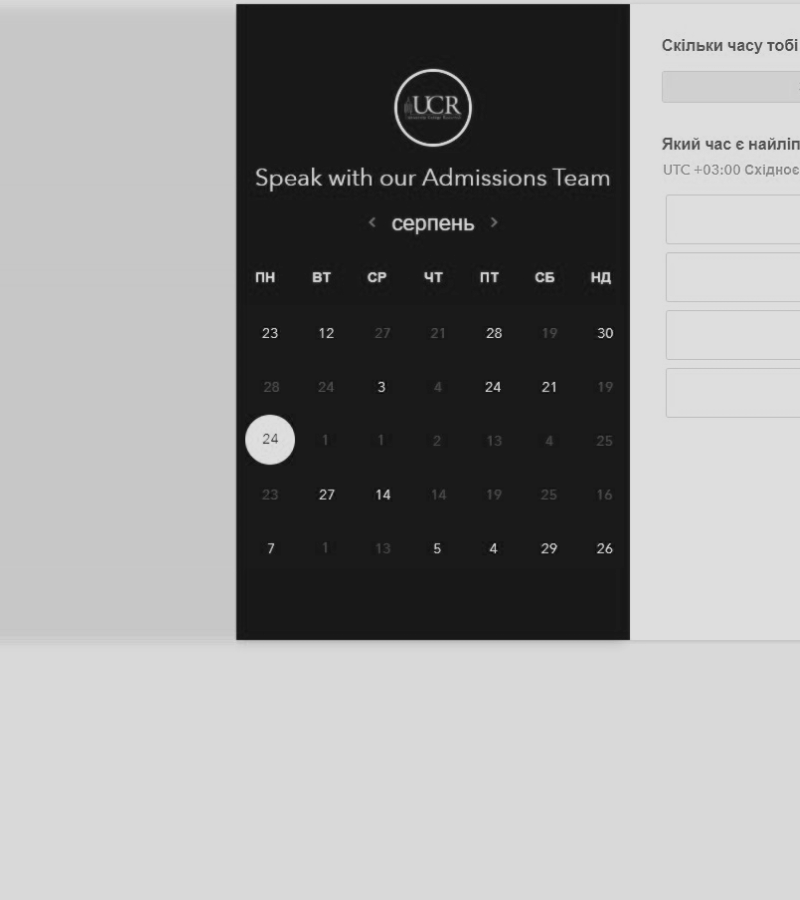 UCR
Speak with our Admissions Team
серпень
ПН ВТ СР ЧТ ПТ СБ НД
23 12 27 21 28 19 30
28 24 3 4 24 21 19
24 1 1 2 13 4 25
23 27 14 14 19 25 16
7 1 13 5 4 29 26
Скільки часу тобі
Який час є найліп
UTC +03:00 Східноє